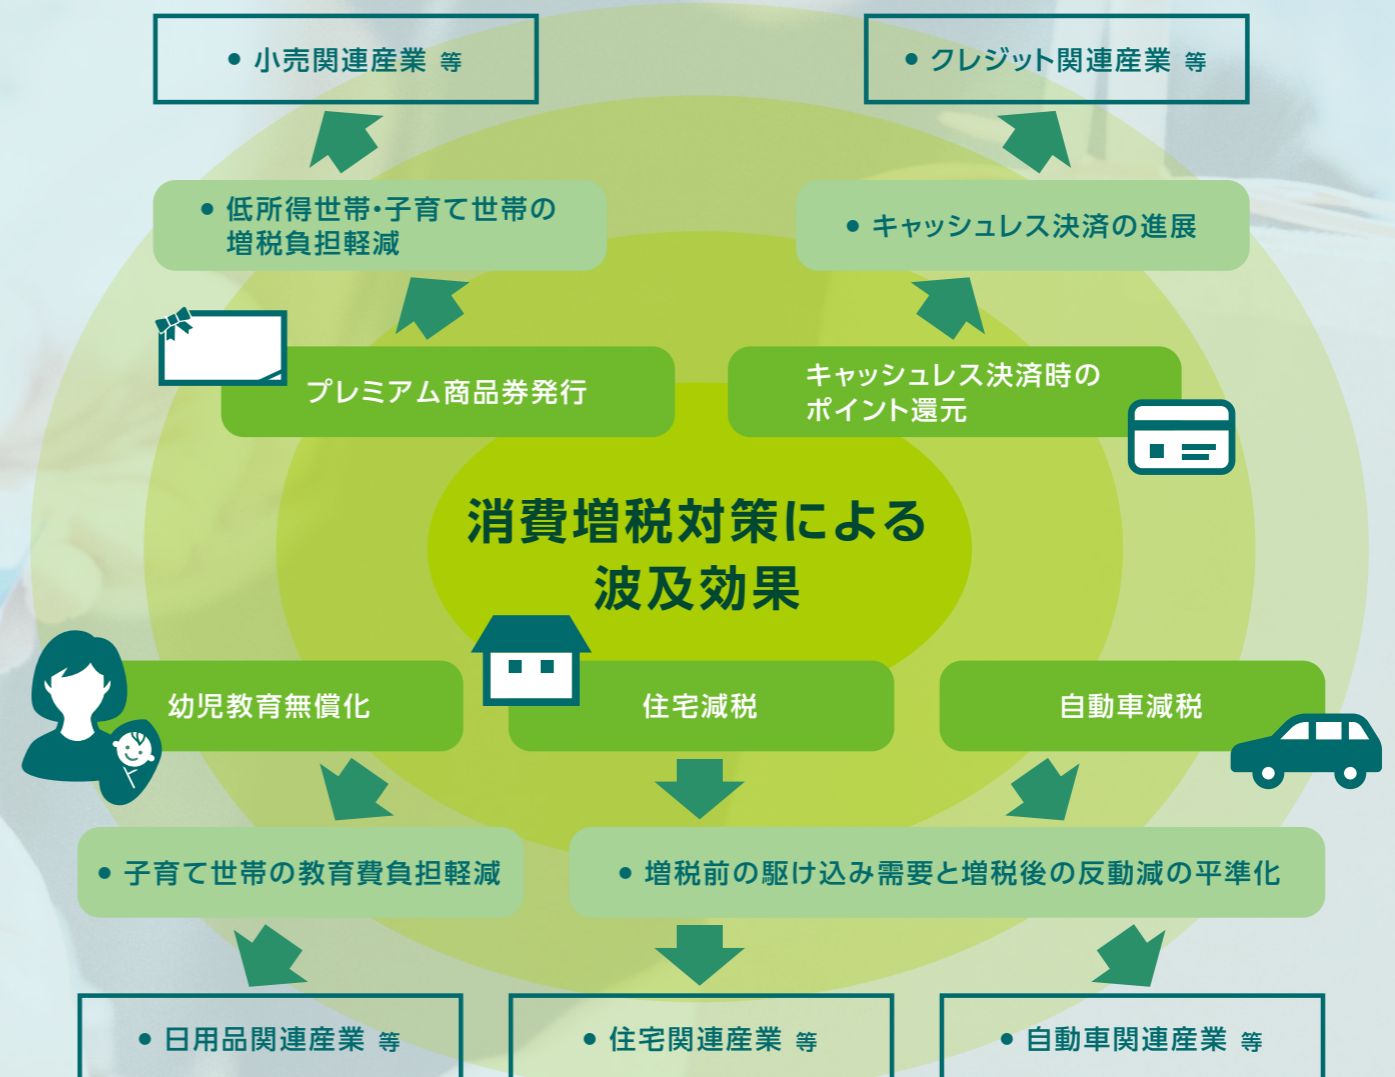 • 小売関連産業 等
• クレジット関連産業 等
• 低所得世帯・子育て世帯の
増税負担軽減
• キャッシュレス決済の進展
プレミアム商品券発行
キャッシュレス決済時の
ポイント還元
消費増税対策による
波及効果
幼児教育無償化
住宅減税
自動車減税
• 子育て世帯の教育費負担軽減
• 増税前の駆け込み需要と増税後の反動減の平準化
• 日用品関連産業 等
• 住宅関連産業 等
• 自動車関連産業 等